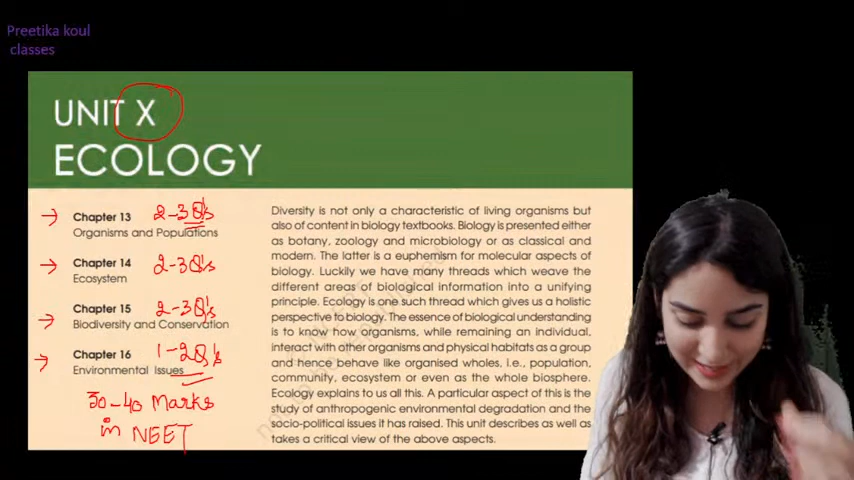 Preetika koul
classes
UNIT X
ECOLOGY
Chapter 13 2-3Q's
Organisms and Populations
Chapter 14 2-3Q's
Ecosystem
Chapter 15 2-3Q's
Biodiversity and Conservation
Chapter 16 1-2Q's
Environmental Issues
30-40 Marks
in NEET
Diversity is not only a characteristic of living organisms but
also of content in biology textbooks. Biology is presented either
as botany, zoology and microbiology or as classical and
modern. The latter is a euphemism for molecular aspects of
biology. Luckily we have many threads which weave the
different areas of biological information into a unifying
principle. Ecology is one such thread which gives us a holistic
perspective to biology. The essence of biological understanding
is to know how organisms, while remaining an individual,
interact with other organisms and physical habitats as a group
and hence behave like organised wholes, i.e., population,
community, ecosystem or even as the whole biosphere.
Ecology explains to us all this. A particular aspect of this is the
study of anthropogenic environmental degradation and the
socio-political issues it has raised. This unit describes as well as
takes a critical view of the above aspects.